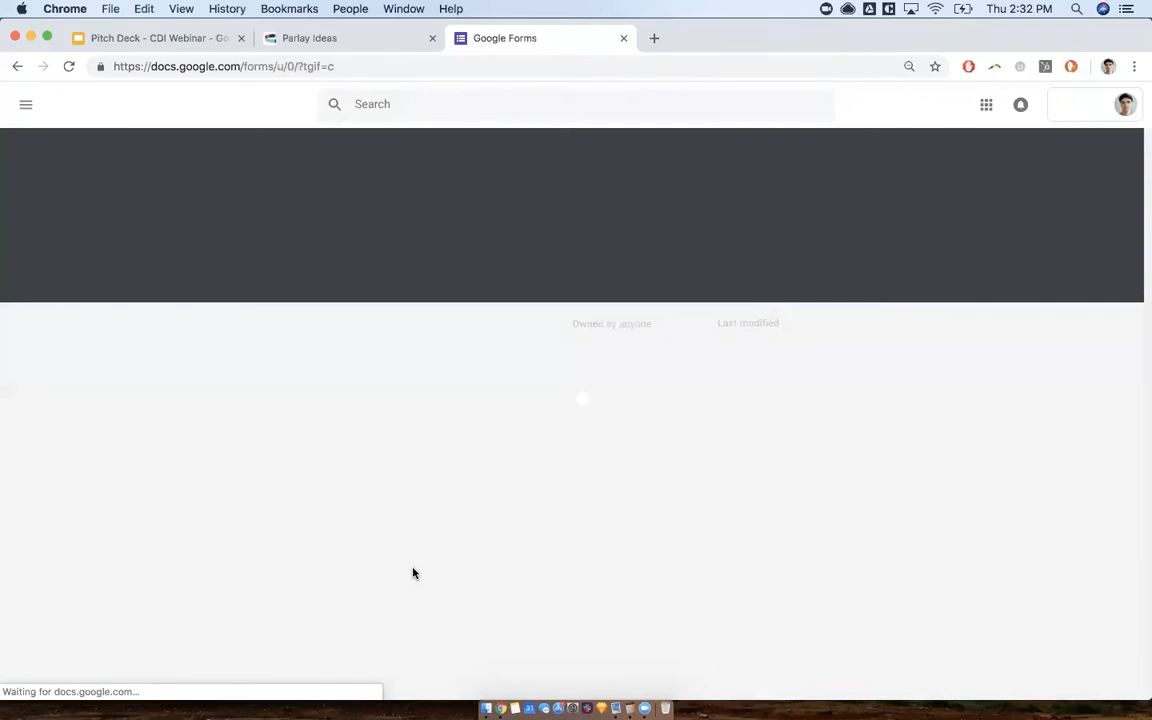 Chrome File Edit View History Bookmarks People Window Help Thu 2:32 PM
Pitch Deck - CDI Webinar - Go Parlay Ideas Google Forms
https://docs.google.com/forms/u/0/?tgif=c
Search
Owned by anyone Last modified
Waiting for docs.google.com...